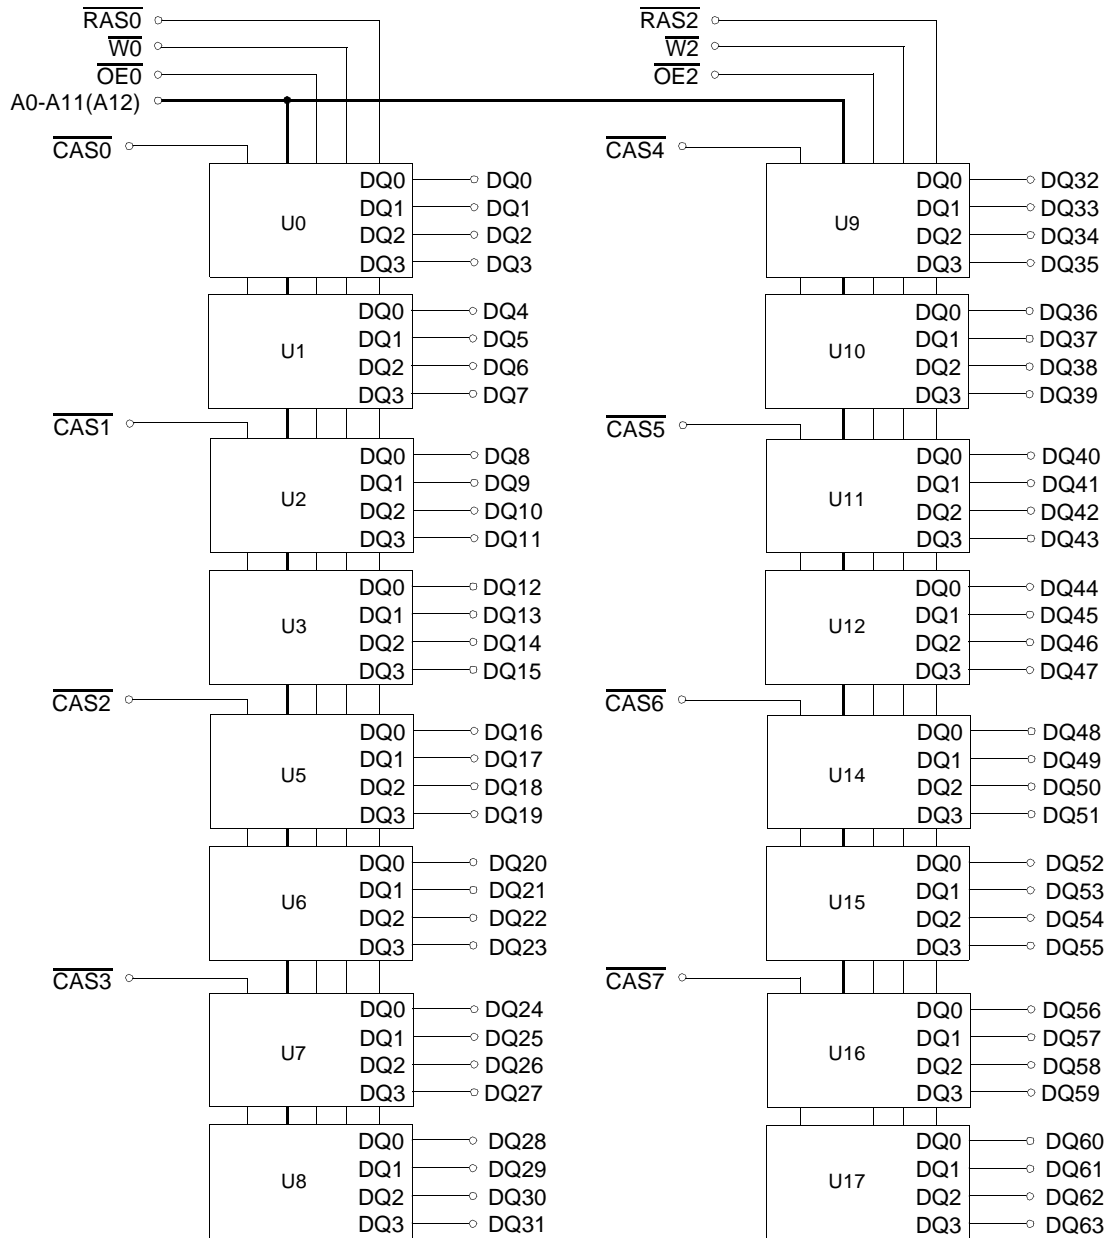 RAS0
W0
OE0
A0-A11(A12)
CAS0
U0
DQ0 DQ0
DQ1 DQ1
DQ2 DQ2
DQ3 DQ3
U1
DQ0 DQ4
DQ1 DQ5
DQ2 DQ6
DQ3 DQ7
CAS1
U2
DQ0 DQ8
DQ1 DQ9
DQ2 DQ10
DQ3 DQ11
U3
DQ0 DQ12
DQ1 DQ13
DQ2 DQ14
DQ3 DQ15
CAS2
U5
DQ0 DQ16
DQ1 DQ17
DQ2 DQ18
DQ3 DQ19
U6
DQ0 DQ20
DQ1 DQ21
DQ2 DQ22
DQ3 DQ23
CAS3
U7
DQ0 DQ24
DQ1 DQ25
DQ2 DQ26
DQ3 DQ27
U8
DQ0 DQ28
DQ1 DQ29
DQ2 DQ30
DQ3 DQ31
RAS2
W2
OE2
CAS4
U9
DQ0 DQ32
DQ1 DQ33
DQ2 DQ34
DQ3 DQ35
U10
DQ0 DQ36
DQ1 DQ37
DQ2 DQ38
DQ3 DQ39
CAS5
U11
DQ0 DQ40
DQ1 DQ41
DQ2 DQ42
DQ3 DQ43
U12
DQ0 DQ44
DQ1 DQ45
DQ2 DQ46
DQ3 DQ47
CAS6
U14
DQ0 DQ48
DQ1 DQ49
DQ2 DQ50
DQ3 DQ51
U15
DQ0 DQ52
DQ1 DQ53
DQ2 DQ54
DQ3 DQ55
CAS7
U16
DQ0 DQ56
DQ1 DQ57
DQ2 DQ58
DQ3 DQ59
U17
DQ0 DQ60
DQ1 DQ61
DQ2 DQ62
DQ3 DQ63